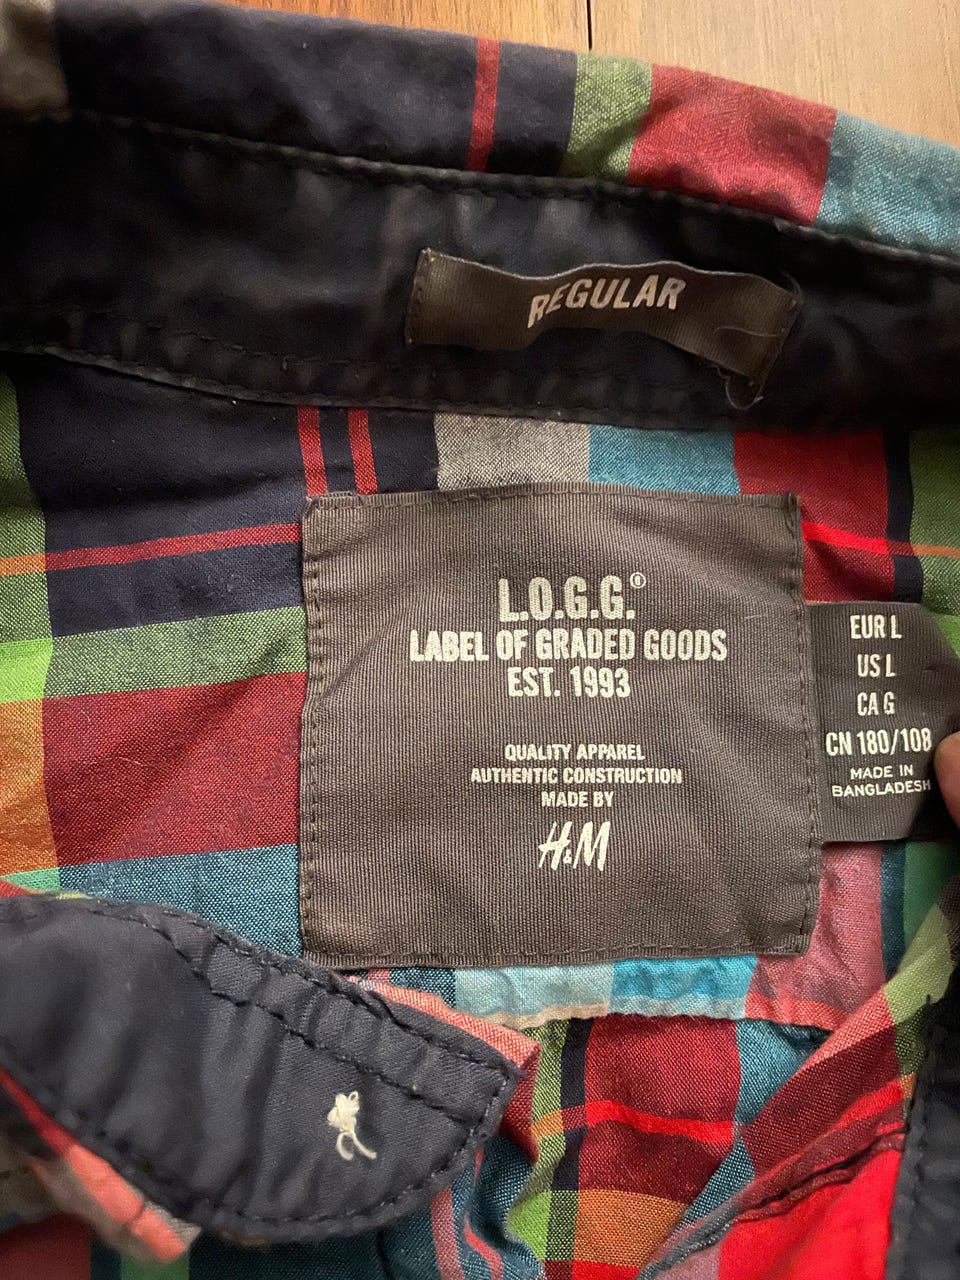 REGULAR
L.O.G.G.®
LABEL OF GRADED GOODS
EST. 1993
QUALITY APPAREL
AUTHENTIC CONSTRUCTION
MADE BY
H&M
EUR L
US L
CA G
CN 180/108
MADE IN
BANGLADESH